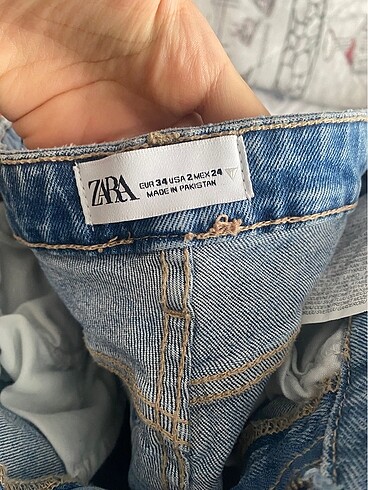 ZARA
EUR 34 USA 2 MEX 24
MADE IN PAKISTAN